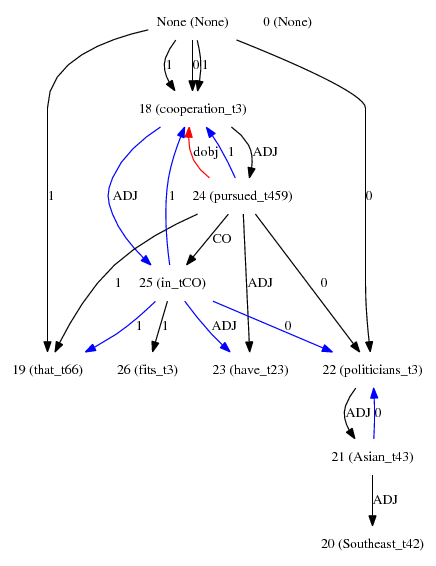 None (None) 0 (None)
1 0 1
18 (cooperation_t3)
dobj 1 ADJ
1 ADJ 1 24 (pursued_t459) 0
CO
1 25 (in_tCO) ADJ 0
1 1 ADJ 0
19 (that_t66) 26 (fits_t3) 23 (have_t23) 22 (politicians_t3)
ADJ 0
21 (Asian_t43)
ADJ
20 (Southeast_t42)